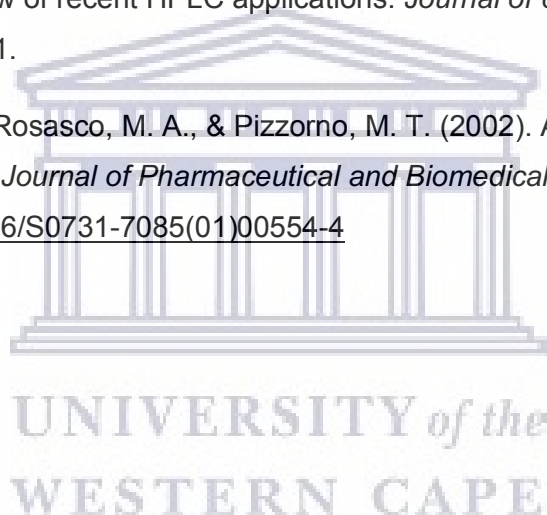 w of recent HPLC applications. Journal of
1.
Rosasco, M. A., & Pizzorno, M. T. (2002). A
Journal of Pharmaceutical and Biomedical
6/S0731-7085(01)00554-4
UNIVERSITY of the
WESTERN CAPE